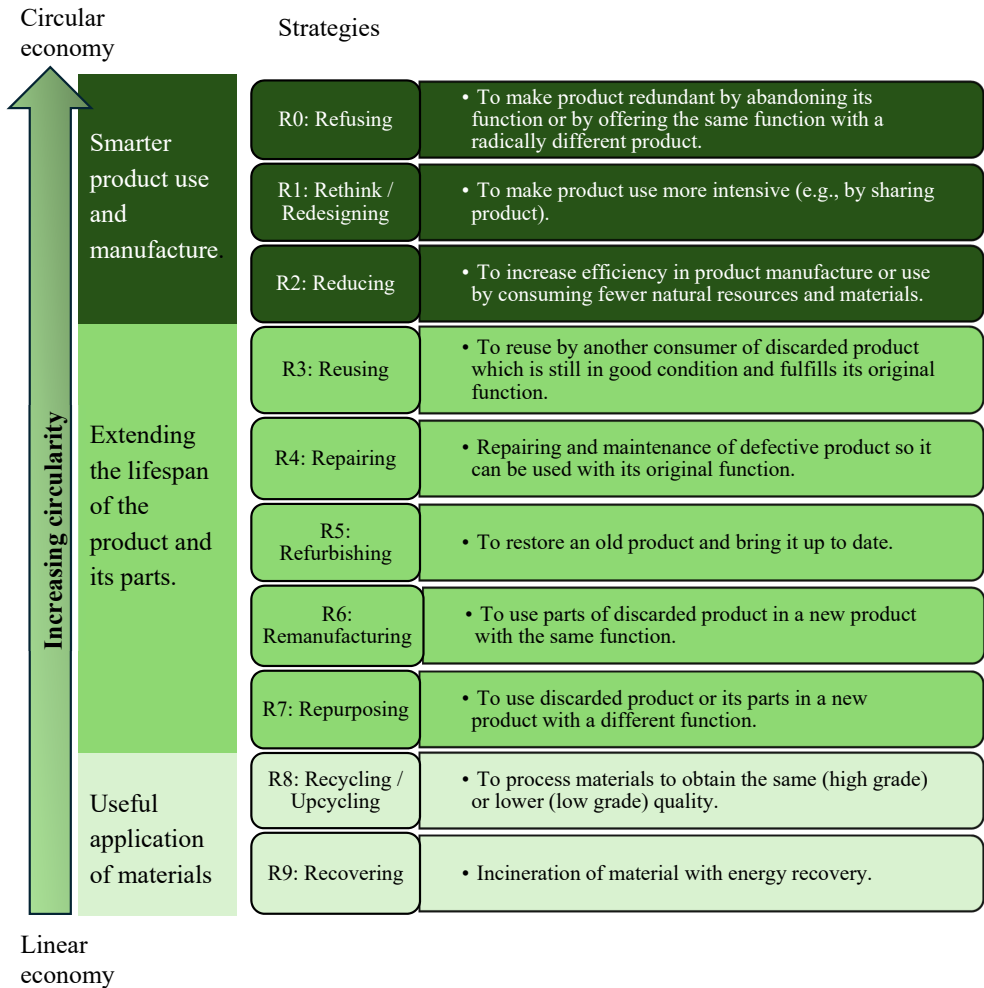 Circular
economy
Strategies
Increasing circularity
Smarter
product use
and
manufacture.
R0: Refusing
• To make product redundant by abandoning its
function or by offering the same function with a
radically different product.
R1: Rethink /
Redesigning
• To make product use more intensive (e.g., by sharing
product).
R2: Reducing
• To increase efficiency in product manufacture or use
by consuming fewer natural resources and materials.
Extending
the lifespan
of the
product and
its parts.
R3: Reusing
• To reuse by another consumer of discarded product
which is still in good condition and fulfills its original
function.
R4: Repairing
• Repairing and maintenance of defective product so it
can be used with its original function.
R5:
Refurbishing
• To restore an old product and bring it up to date.
R6:
Remanufacturing
• To use parts of discarded product in a new product
with the same function.
R7: Repurposing
• To use discarded product or its parts in a new
product with a different function.
Useful
application
of materials
R8: Recycling /
Upcycling
• To process materials to obtain the same (high grade)
or lower (low grade) quality.
R9: Recovering
• Incineration of material with energy recovery.
Linear
economy